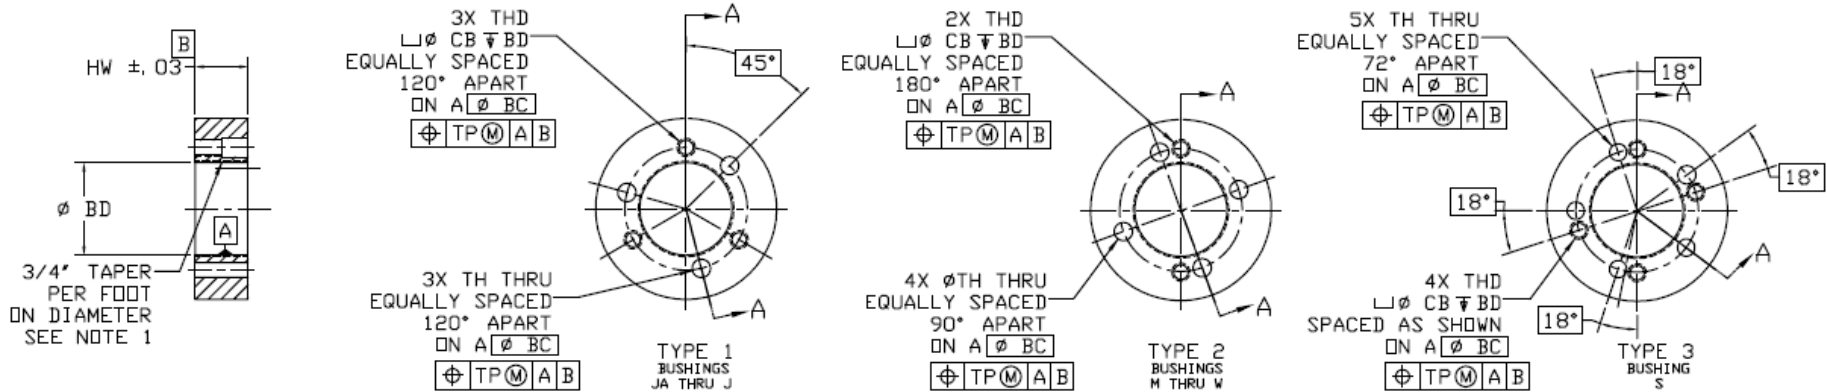 B
HW ±.03
Ø BD
A
3/4" TAPER
PER FOOT
ON DIAMETER
SEE NOTE 1
3X THD
⌴Ø CB ↧ BD
EQUALLY SPACED
120° APART
ON A Ø BC
⌖ TP Ⓜ A B
A
45°
3X TH THRU
EQUALLY SPACED
120° APART
ON A Ø BC
⌖ TP Ⓜ A B
A
TYPE 1
BUSHINGS
JA THRU J
2X THD
⌴Ø CB ↧ BD
EQUALLY SPACED
180° APART
ON A Ø BC
⌖ TP Ⓜ A B
A
4X ØTH THRU
EQUALLY SPACED
90° APART
ON A Ø BC
⌖ TP Ⓜ A B
A
TYPE 2
BUSHINGS
M THRU W
5X TH THRU
EQUALLY SPACED
72° APART
ON A Ø BC
⌖ TP Ⓜ A B
18°
A
18°
18°
A
4X THD
⌴Ø CB ↧ BD
SPACED AS SHOWN
ON A Ø BC
⌖ TP Ⓜ A B
18°
TYPE 3
BUSHING
S